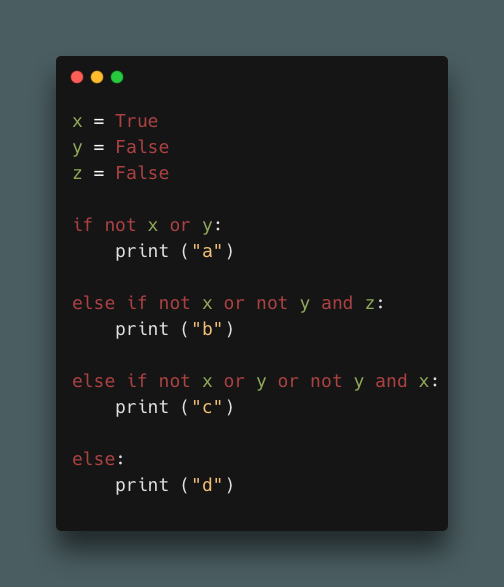 x = True
y = False
z = False
if not x or y:
    print ("a")
else if not x or not y and z:
    print ("b")
else if not x or y or not y and x:
    print ("c")
else:
    print ("d")